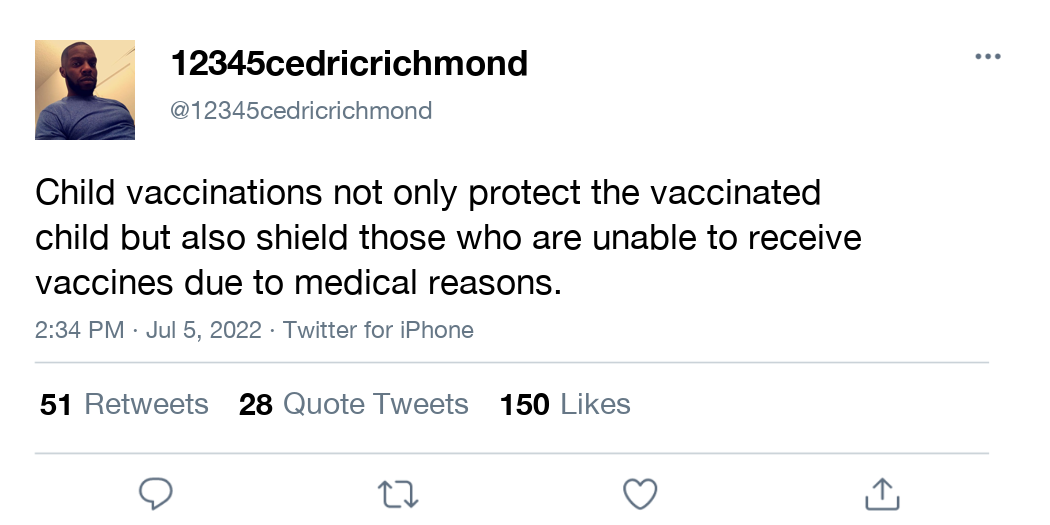 12345cedricrichmond
@12345cedricrichmond
Child vaccinations not only protect the vaccinated
child but also shield those who are unable to receive
vaccines due to medical reasons.
2:34 PM · Jul 5, 2022 · Twitter for iPhone
51 Retweets 28 Quote Tweets 150 Likes